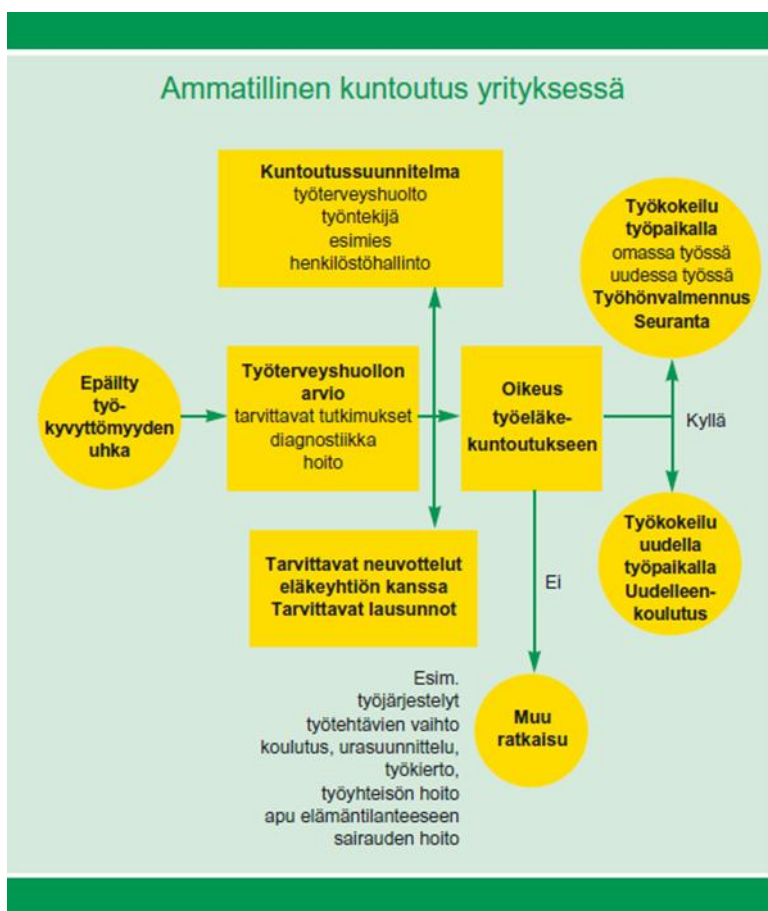 Ammatillinen kuntoutus yrityksessä
Kuntoutussuunnitelma
työterveyshuolto
työntekijä
esimies
henkilöstöhallinto
Työkokeilu
työpaikalla
omassa työssä
uudessa työssä
Työhönvalmennus
Seuranta
Epäilty
työ-
kyvyttömyyden
uhka
Työterveyshuollon
arvio
tarvittavat tutkimukset
diagnostiikka
hoito
Oikeus
työeläke-
kuntoutukseen
Kyllä
Työkokeilu
uudella
työpaikalla
Uudelleen-
koulutus
Tarvittavat neuvottelut
eläkeyhtiön kanssa
Tarvittavat lausunnot
Ei
Esim.
työjärjestelyt
työtehtävien vaihto
koulutus, urasuunnittelu,
työkierto,
työyhteisön hoito
apu elämäntilanteeseen
sairauden hoito
Muu
ratkaisu